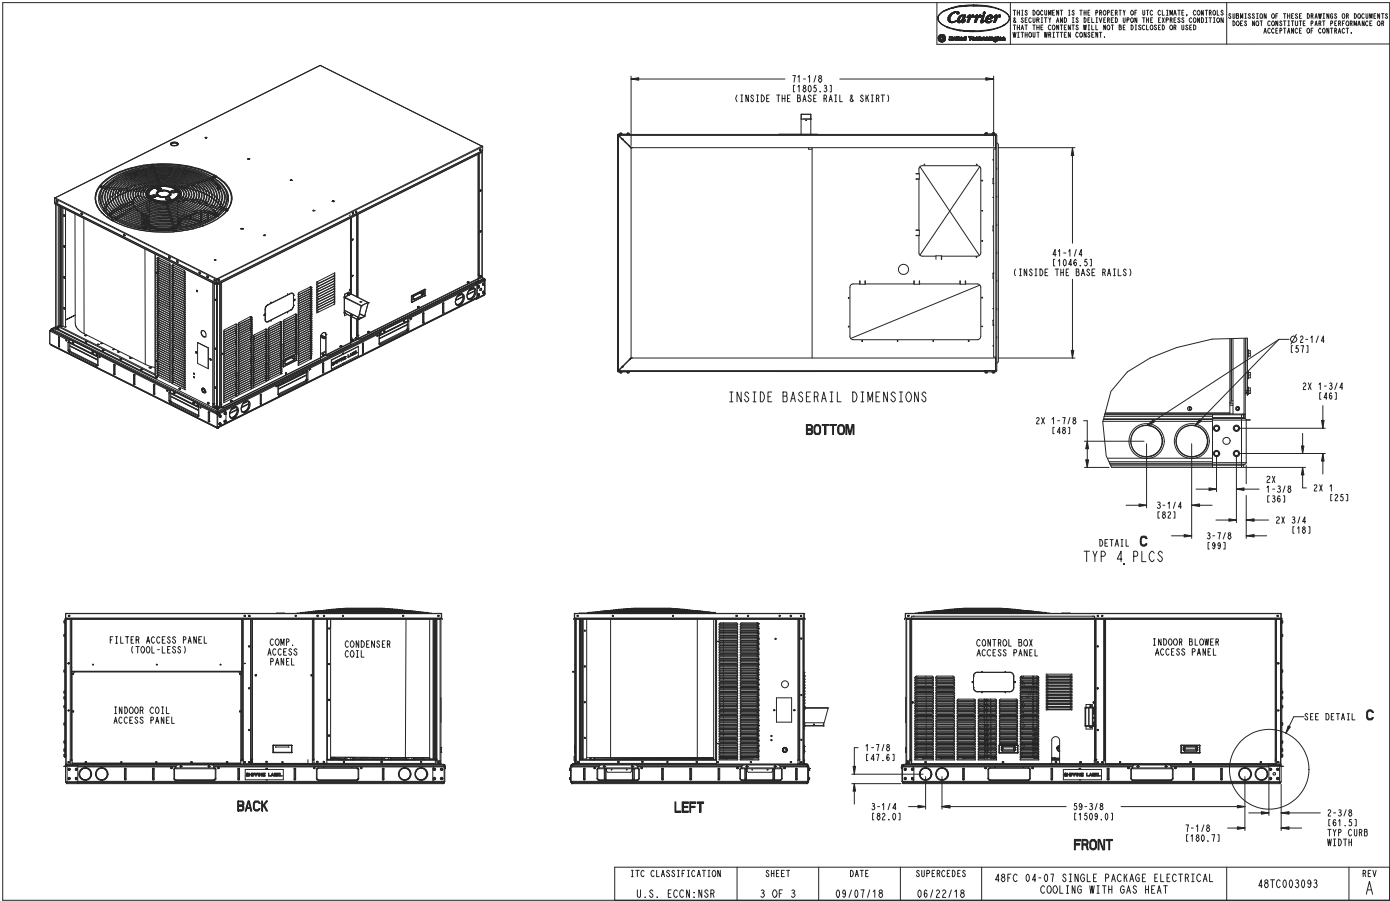 Carrier
THIS DOCUMENT IS THE PROPERTY OF UTC CLIMATE, CONTROLS
& SECURITY AND IS DELIVERED UPON THE EXPRESS CONDITION
THAT THE CONTENTS WILL NOT BE DISCLOSED OR USED
WITHOUT WRITTEN CONSENT.
SUBMISSION OF THESE DRAWINGS OR DOCUMENTS
DOES NOT CONSTITUTE PART PERFORMANCE OR
ACCEPTANCE OF CONTRACT.
71-1/8
[1805.3]
(INSIDE THE BASE RAIL & SKIRT)
41-1/4
[1046.5]
(INSIDE THE BASE RAILS)
INSIDE BASERAIL DIMENSIONS
BOTTOM
Ø2-1/4
[57]
2X 1-3/4
[46]
2X 1-7/8
[48]
2X
1-3/8
[36]
2X 1
[25]
3-1/4
[82]
2X 3/4
[18]
3-7/8
[99]
DETAIL C
TYP 4 PLCS
SHIPPING LABEL
FILTER ACCESS PANEL
(TOOL-LESS)
COMP.
ACCESS
PANEL
CONDENSER
COIL
INDOOR COIL
ACCESS PANEL
SHIPPING LABEL
BACK
LEFT
CONTROL BOX
ACCESS PANEL
INDOOR BLOWER
ACCESS PANEL
SEE DETAIL C
SHIPPING LABEL
1-7/8
[47.6]
3-1/4
[82.0]
59-3/8
[1509.0]
7-1/8
[180.7]
2-3/8
[61.5]
TYP CURB
WIDTH
FRONT
ITC CLASSIFICATION
U.S. ECCN:NSR
SHEET
3 OF 3
DATE
09/07/18
SUPERCEDES
06/22/18
48FC 04-07 SINGLE PACKAGE ELECTRICAL
COOLING WITH GAS HEAT
48TC003093
REV
A